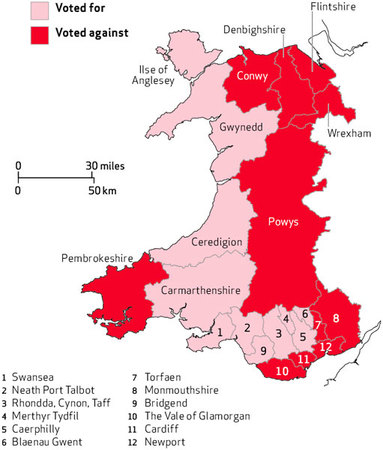 Voted for
Voted against
Denbighshire
Flintshire
Ilse of
Anglesey
Conwy
Wrexham
Gwynedd
30 miles
50 km
Powys
Ceredigion
Pembrokeshire
Carmarthenshire
1
2
3
4
5
6
7
8
9
10
11
12
1 Swansea
2 Neath Port Talbot
3 Rhondda, Cynon, Taff
4 Merthyr Tydfil
5 Caerphilly
6 Blaenau Gwent
7 Torfaen
8 Monmouthshire
9 Bridgend
10 The Vale of Glamorgan
11 Cardiff
12 Newport
0
0